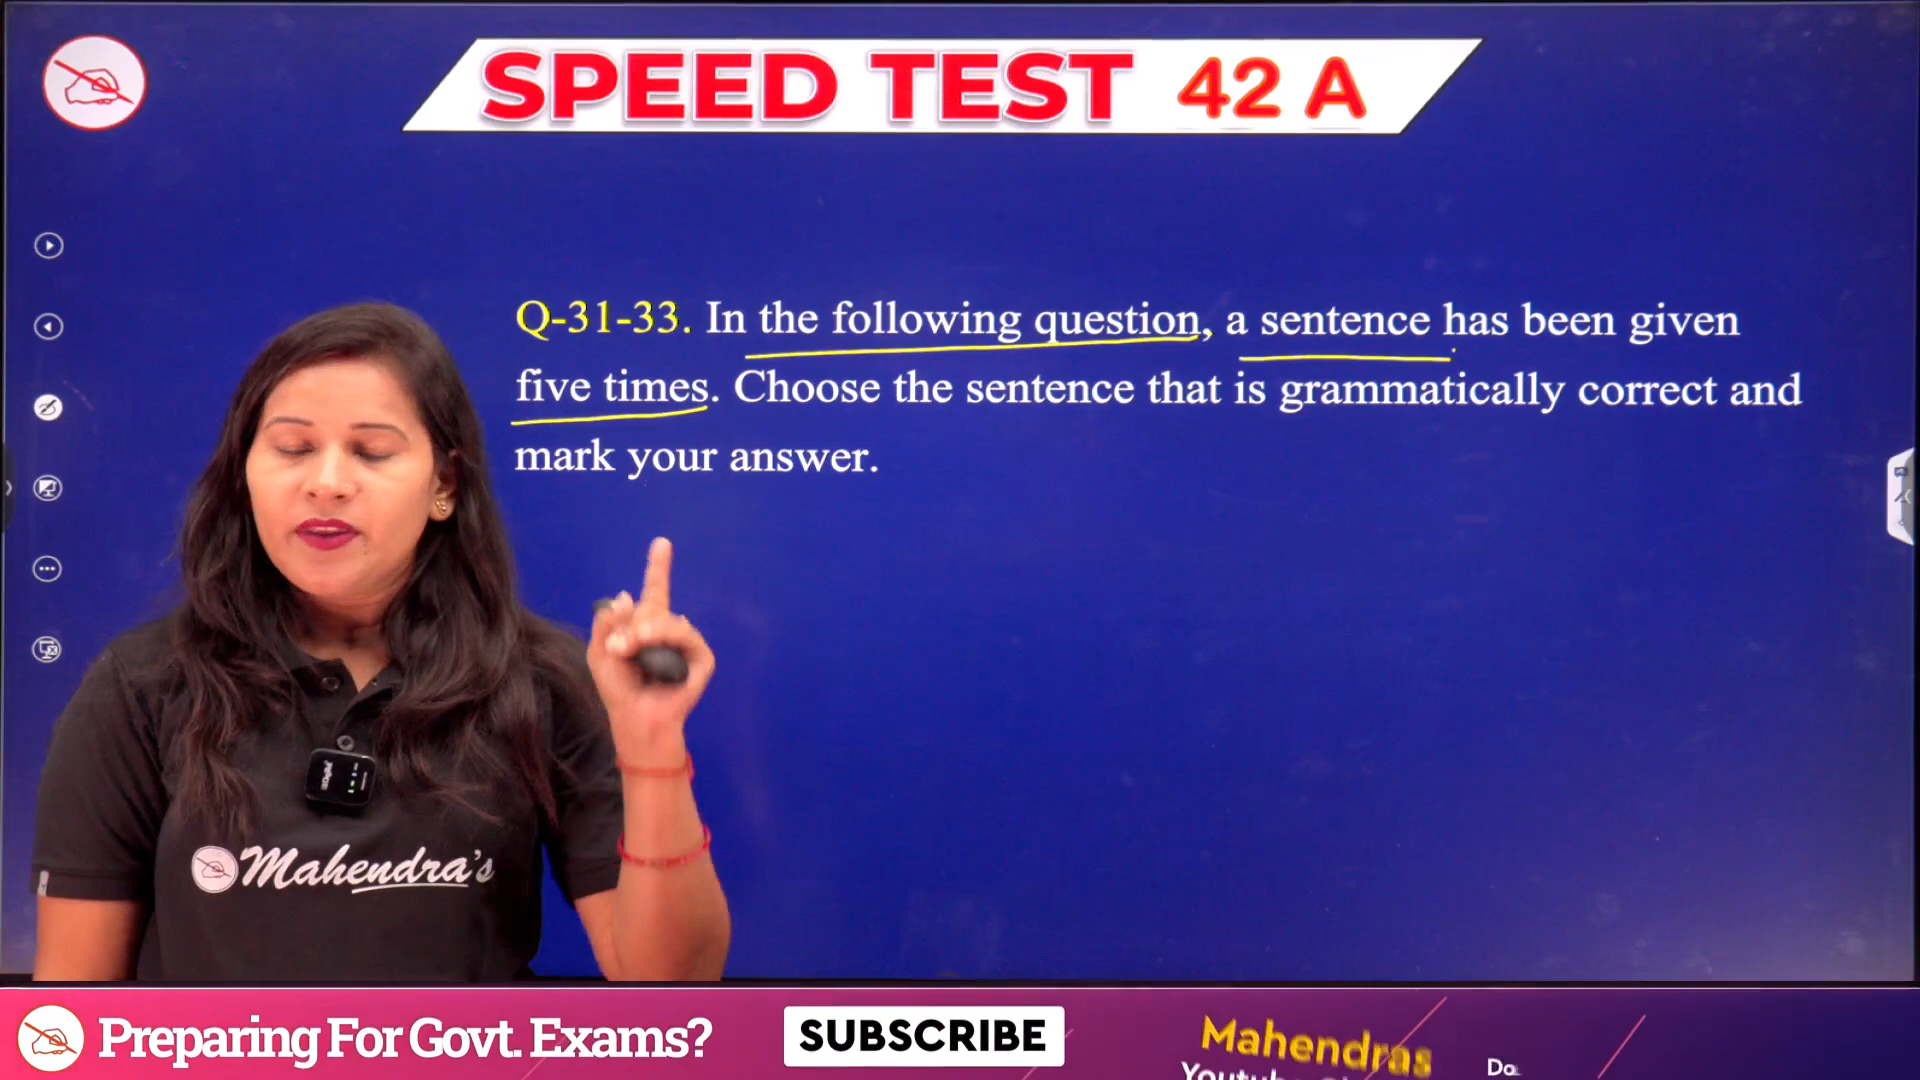 SPEED TEST 42 A
Q-31-33. In the following question, a sentence has been given
five times. Choose the sentence that is grammatically correct and
mark your answer.
Mahendra's
Preparing For Govt. Exams?
SUBSCRIBE
Mahendras